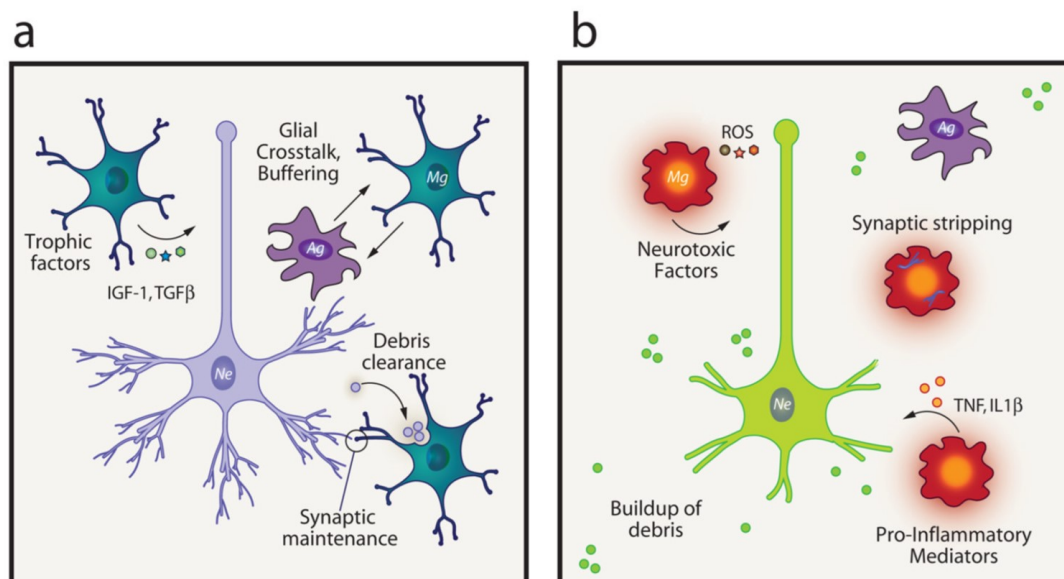 a
Trophic
factors
IGF-1, TGFβ
Glial
Crosstalk,
Buffering
Mg
Ag
Ne
Debris
clearance
Synaptic
maintenance
b
Mg
ROS
Neurotoxic
Factors
Ag
Synaptic stripping
Ne
TNF, IL1β
Buildup of
debris
Pro-Inflammatory
Mediators